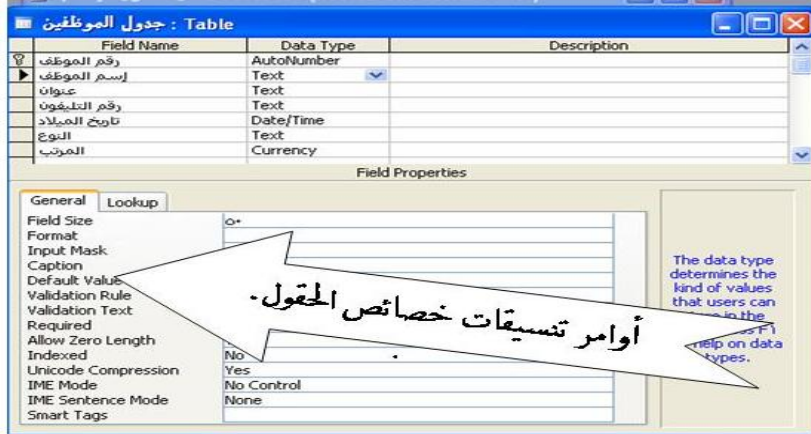 جدول الموظفين : Table
Field Name Data Type Description
رقم الموظف AutoNumber
إسم الموظف Text
عنوان Text
رقم التليفون Text
تاريخ الميلاد Date/Time
النوع Text
المرتب Currency
Field Properties
General Lookup
Field Size ٥٠
Format
Input Mask
Caption
Default Value
Validation Rule
Validation Text
Required
Allow Zero Length
Indexed No
Unicode Compression Yes
IME Mode No Control
IME Sentence Mode None
Smart Tags
أوامر تنسيقات خصائص الحقول.
The data type
determines the
kind of values
that users can
in the
F1
help on data
types.